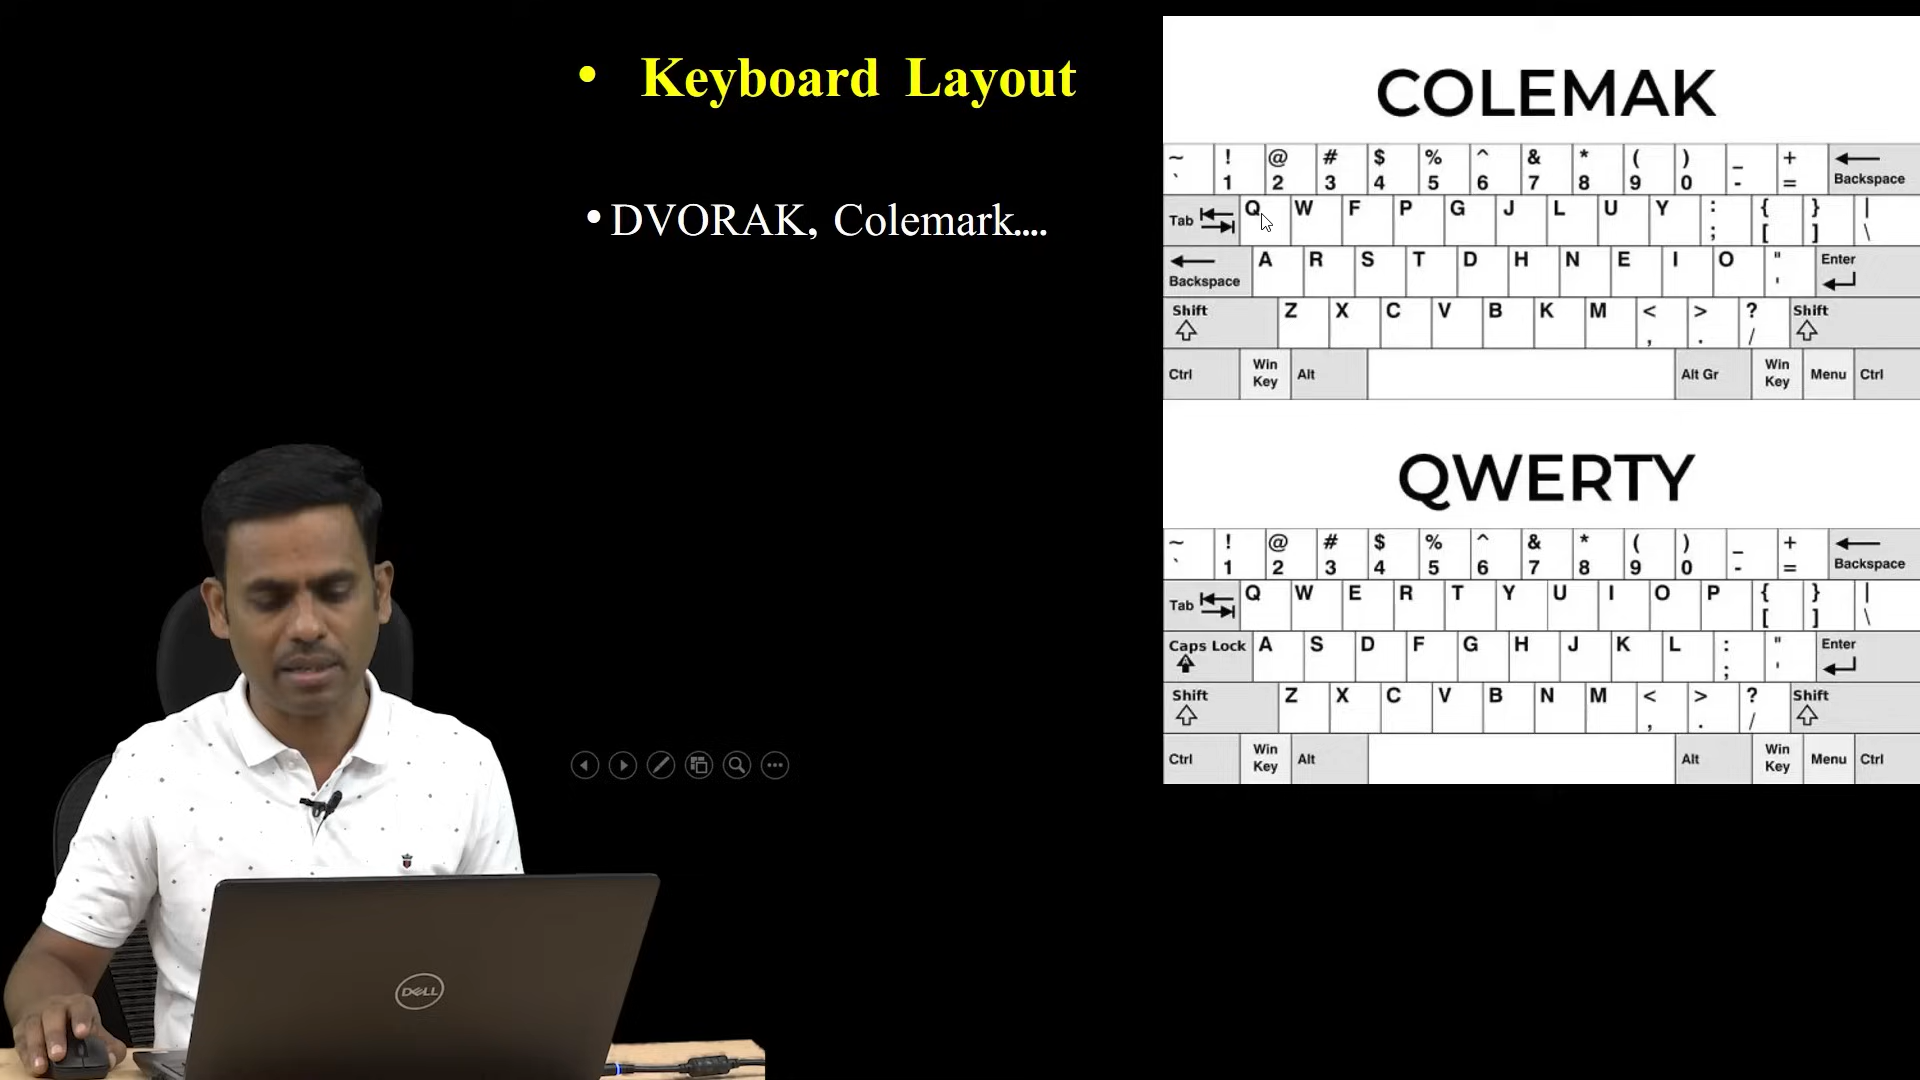 • Keyboard Layout
• DVORAK, Colemark....
COLEMAK
~ ! @ # $ % ^ & * ( ) _ +
` 1 2 3 4 5 6 7 8 9 0 - = Backspace
Tab Q W F P G J L U Y : { } |
; [ ] \
Backspace A R S T D H N E I O " Enter
'
Shift Z X C V B K M < > ? Shift
, . /
Ctrl Win Key Alt Alt Gr Win Key Menu Ctrl
QWERTY
~ ! @ # $ % ^ & * ( ) _ +
` 1 2 3 4 5 6 7 8 9 0 - = Backspace
Tab Q W E R T Y U I O P { } |
[ ] \
Caps Lock A S D F G H J K L : " Enter
; '
Shift Z X C V B N M < > ? Shift
, . /
Ctrl Win Key Alt Alt Win Key Menu Ctrl
DELL